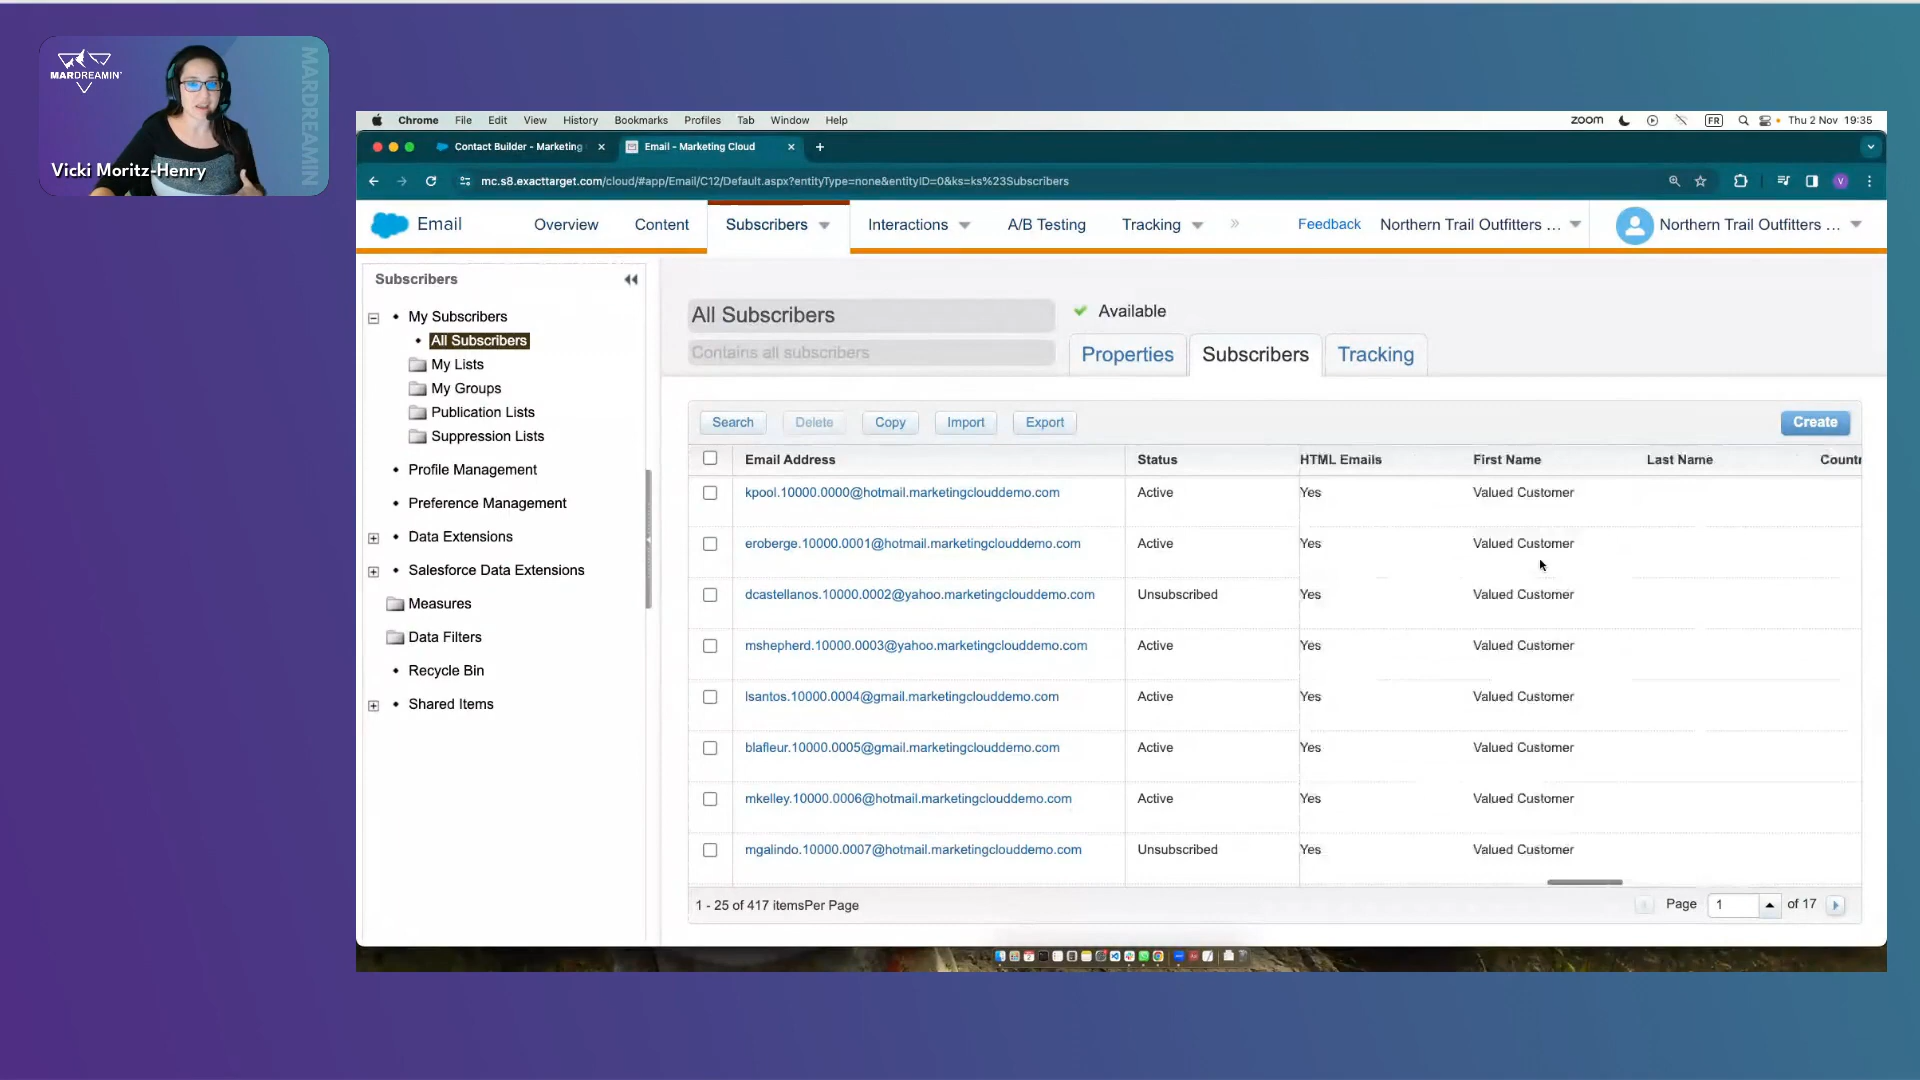 MARDREAMIN'
MARDREAMIN
Vicki Moritz-Henry
Chrome File Edit View History Bookmarks Profiles Tab Window Help
zoom FR Thu 2 Nov 19:35
Contact Builder - Marketing
Email - Marketing Cloud
mc.s8.exacttarget.com/cloud/#app/Email/C12/Default.aspx?entityType=none&entityID=0&ks=ks%23Subscribers
V
Email Overview Content Subscribers Interactions A/B Testing Tracking » Feedback Northern Trail Outfitters ... Northern Trail Outfitters ...
Subscribers
My Subscribers
All Subscribers
My Lists
My Groups
Publication Lists
Suppression Lists
Profile Management
Preference Management
Data Extensions
Salesforce Data Extensions
Measures
Data Filters
Recycle Bin
Shared Items
All Subscribers
Available
Contains all subscribers
Properties Subscribers Tracking
Search Delete Copy Import Export Create
Email Address Status HTML Emails First Name Last Name Countr
kpool.10000.0000@hotmail.marketingclouddemo.com Active Yes Valued Customer
eroberge.10000.0001@hotmail.marketingclouddemo.com Active Yes Valued Customer
dcastellanos.10000.0002@yahoo.marketingclouddemo.com Unsubscribed Yes Valued Customer
mshepherd.10000.0003@yahoo.marketingclouddemo.com Active Yes Valued Customer
lsantos.10000.0004@gmail.marketingclouddemo.com Active Yes Valued Customer
blafleur.10000.0005@gmail.marketingclouddemo.com Active Yes Valued Customer
mkelley.10000.0006@hotmail.marketingclouddemo.com Active Yes Valued Customer
mgalindo.10000.0007@hotmail.marketingclouddemo.com Unsubscribed Yes Valued Customer
1 - 25 of 417 itemsPer Page
Page 1 of 17